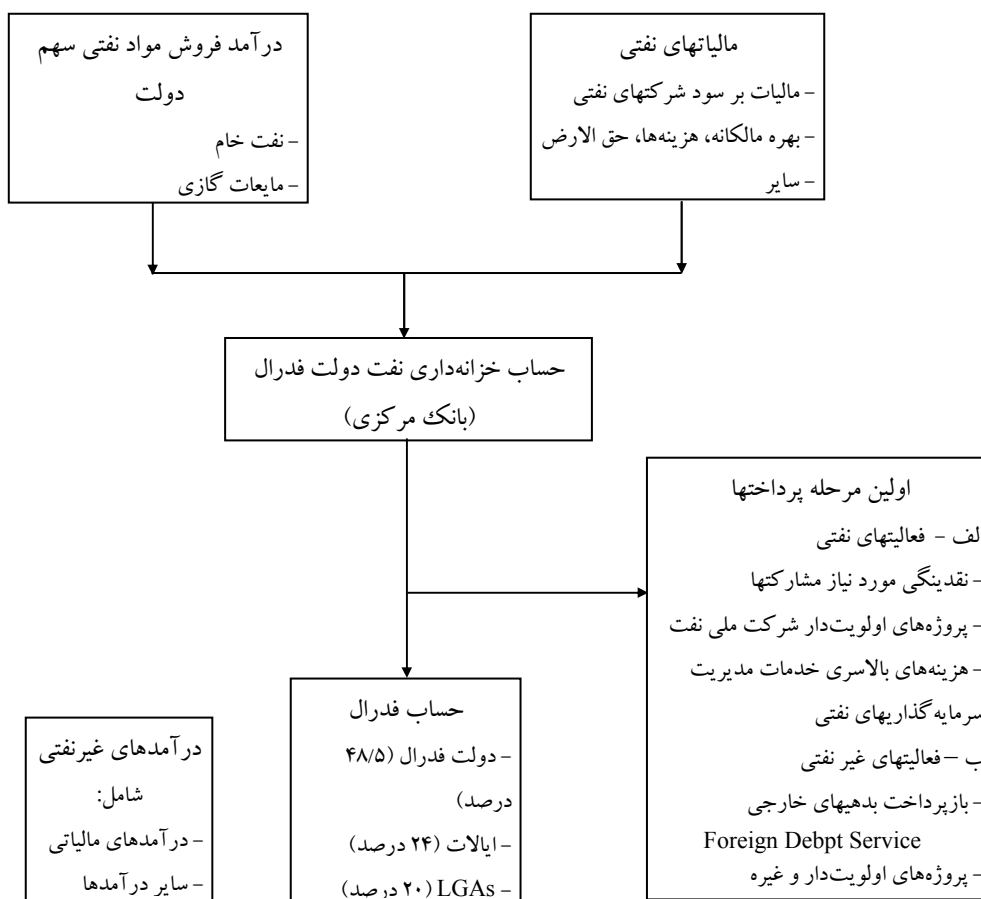 درآمد فروش مواد نفتی سهم
دولت
- نفت خام
- مایعات گازی
مالیاتهای نفتی
- مالیات بر سود شرکتهای نفتی
- بهره مالکانه، هزینه‌ها، حق الارض
- سایر
حساب خزانه‌داری نفت دولت فدرال
(بانک مرکزی)
اولین مرحله پرداختها
الف - فعالیتهای نفتی
- نقدینگی مورد نیاز مشارکتها
- پروژه‌های اولویت‌دار شرکت ملی نفت
- هزینه‌های بالاسری خدمات مدیریت
سرمایه‌گذاریهای نفتی
ب – فعالیتهای غیر نفتی
- بازپرداخت بدهیهای خارجی
Foreign Debpt Service
- پروژه‌های اولویت‌دار و غیره
حساب فدرال
- دولت فدرال (۴۸/۵
درصد)
- ایالات (۲۴ درصد)
- LGAs (۲۰ درصد)
درآمدهای غیرنفتی
شامل:
- درآمدهای مالیاتی
- سایر درآمدها